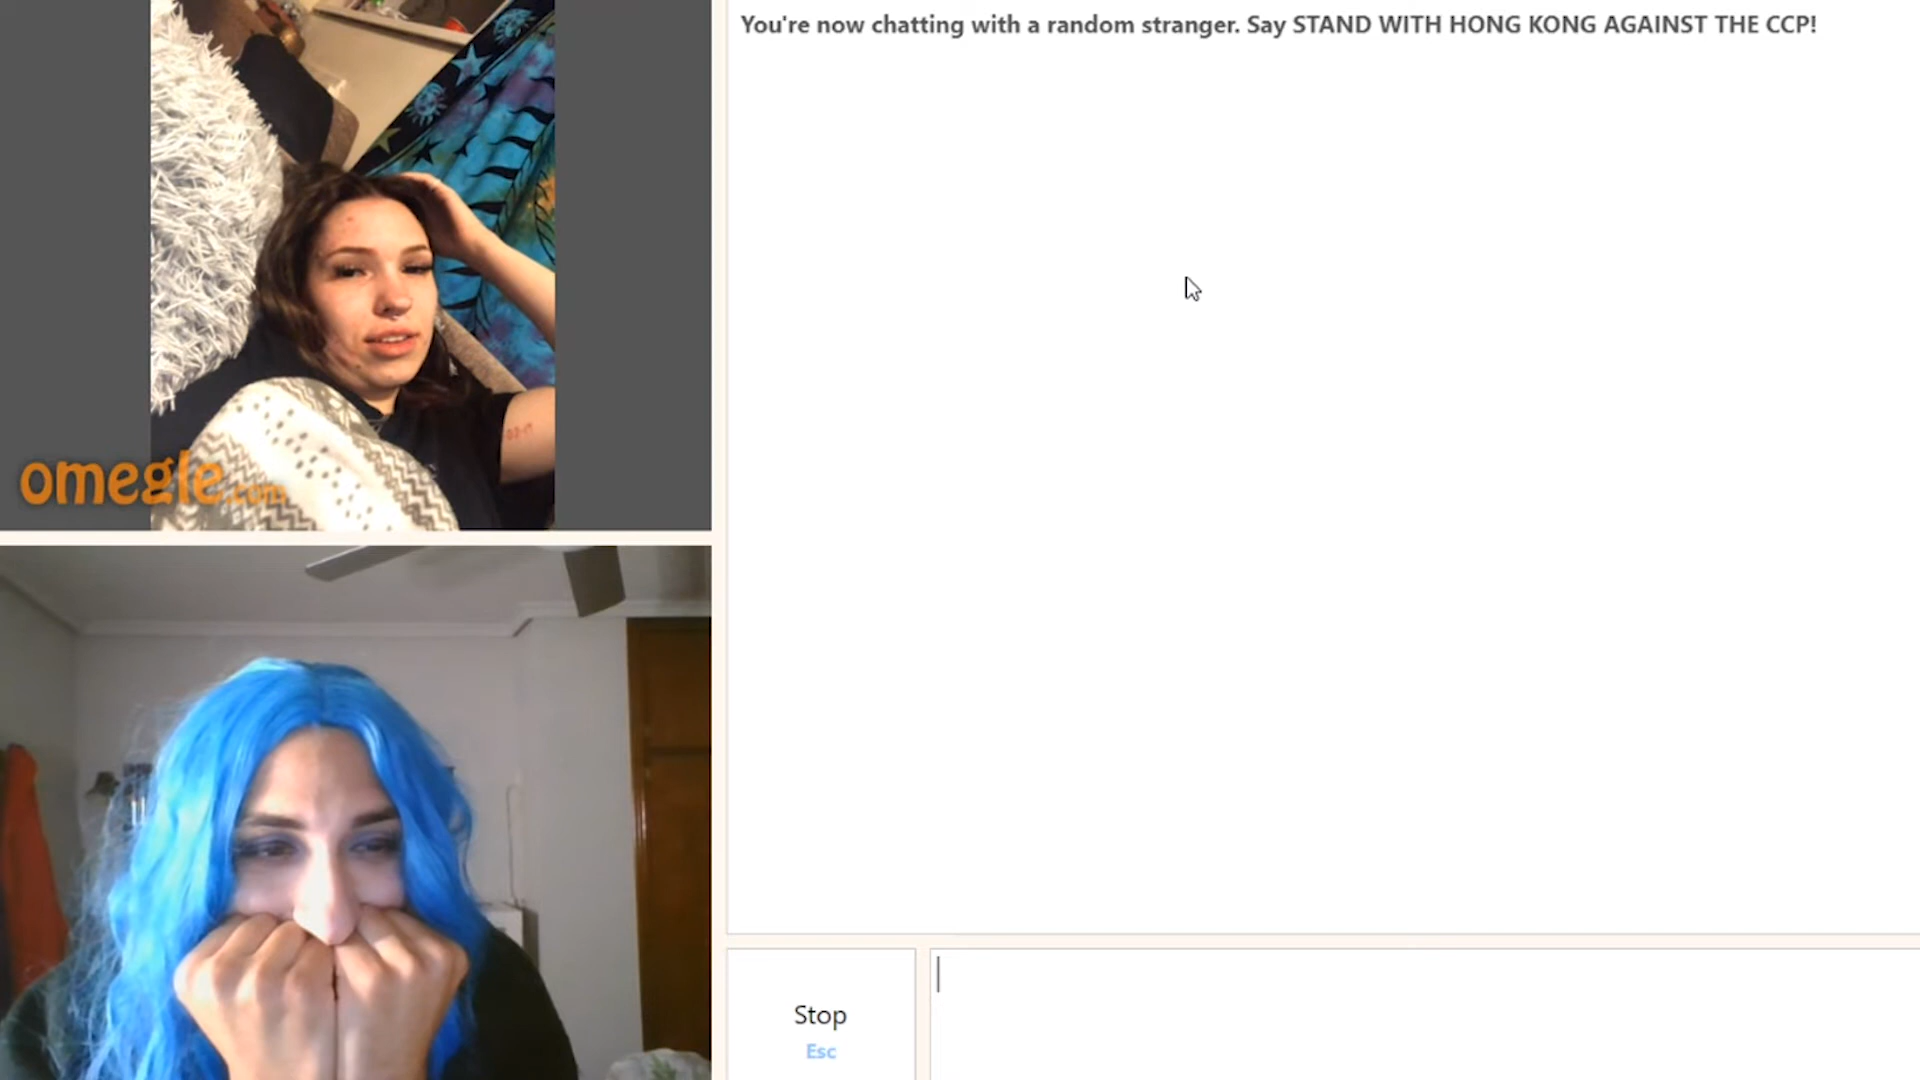 You're now chatting with a random stranger. Say STAND WITH HONG KONG AGAINST THE CCP!
omegle.com
Stop
Esc